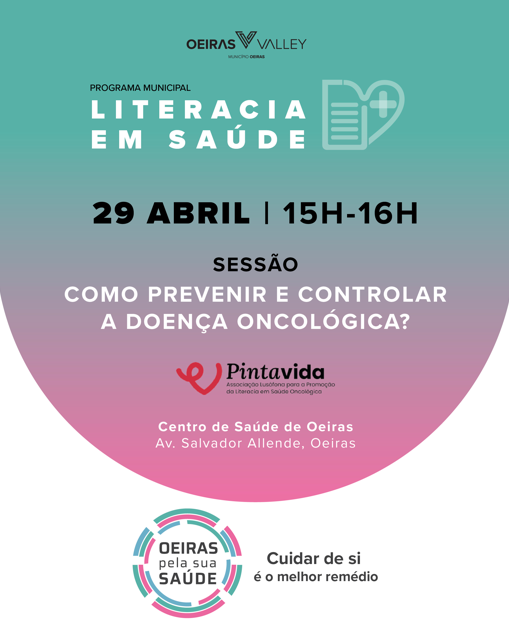 OEIRAS VALLEY
MUNICÍPIO OEIRAS
PROGRAMA MUNICIPAL
LITERACIA
EM SAÚDE
29 ABRIL | 15H-16H
SESSÃO
COMO PREVENIR E CONTROLAR
A DOENÇA ONCOLÓGICA?
Pintavida
Associação Lusófona para a Promoção
da Literacia em Saúde Oncológica
Centro de Saúde de Oeiras
Av. Salvador Allende, Oeiras
OEIRAS
pela sua
SAÚDE
Cuidar de si
é o melhor remédio